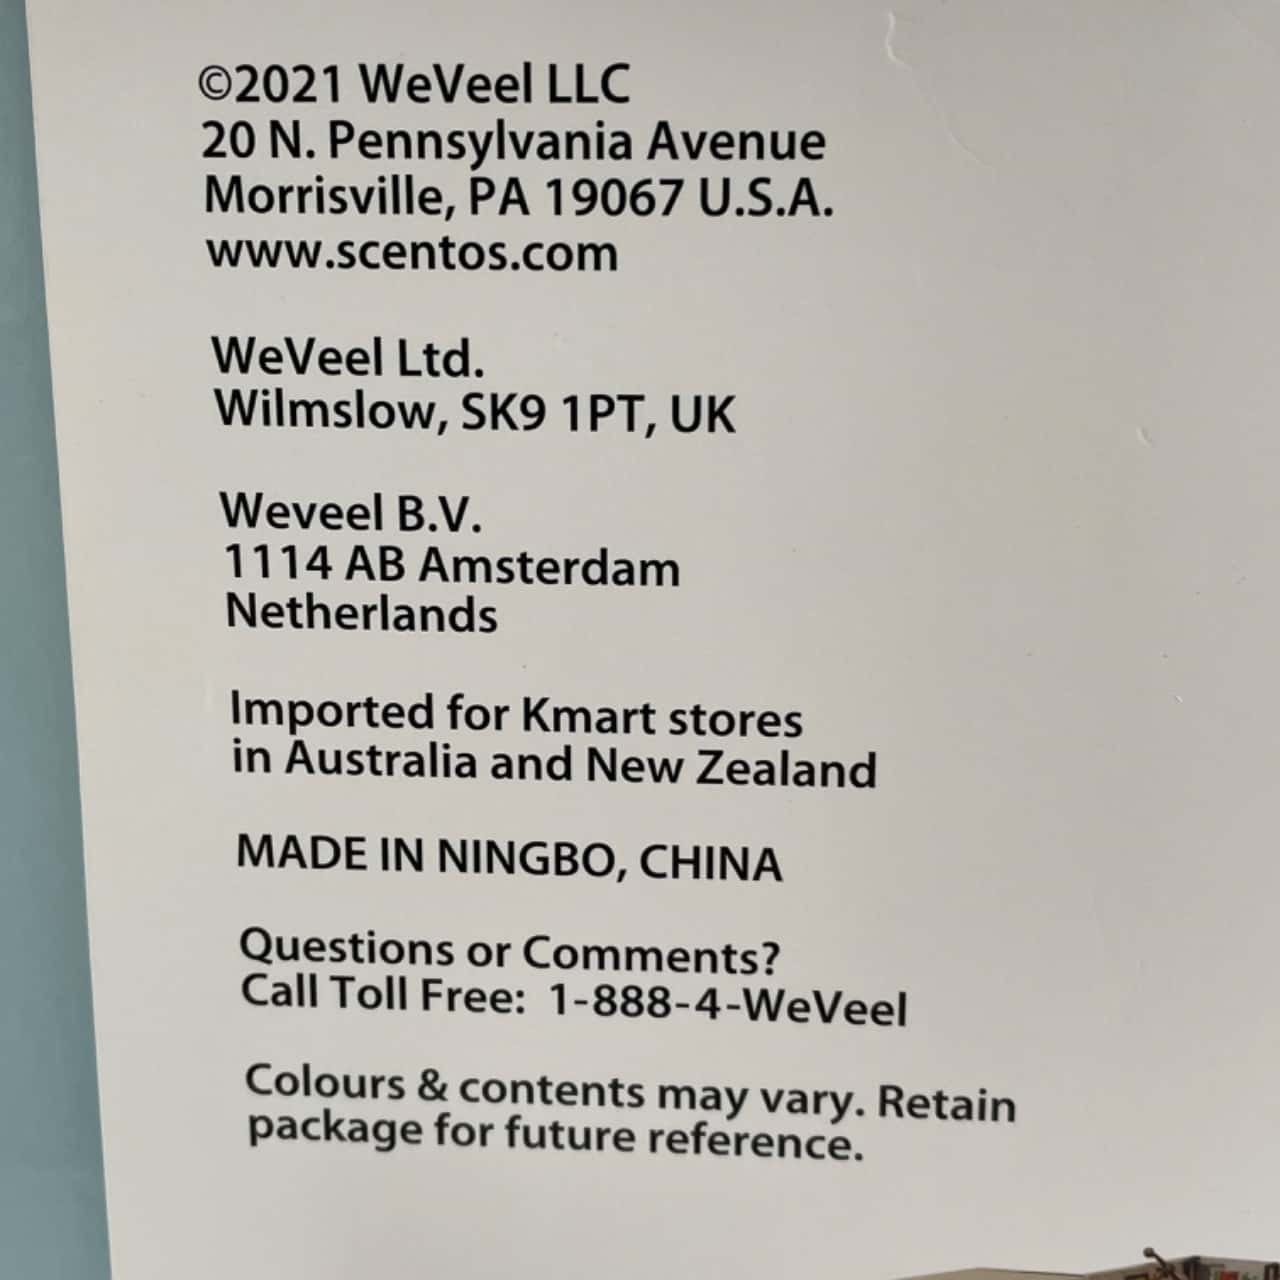 ©2021 WeVeel LLC
20 N. Pennsylvania Avenue
Morrisville, PA 19067 U.S.A.
www.scentos.com
WeVeel Ltd.
Wilmslow, SK9 1PT, UK
Weveel B.V.
1114 AB Amsterdam
Netherlands
Imported for Kmart stores
in Australia and New Zealand
MADE IN NINGBO, CHINA
Questions or Comments?
Call Toll Free: 1-888-4-WeVeel
Colours & contents may vary. Retain
package for future reference.